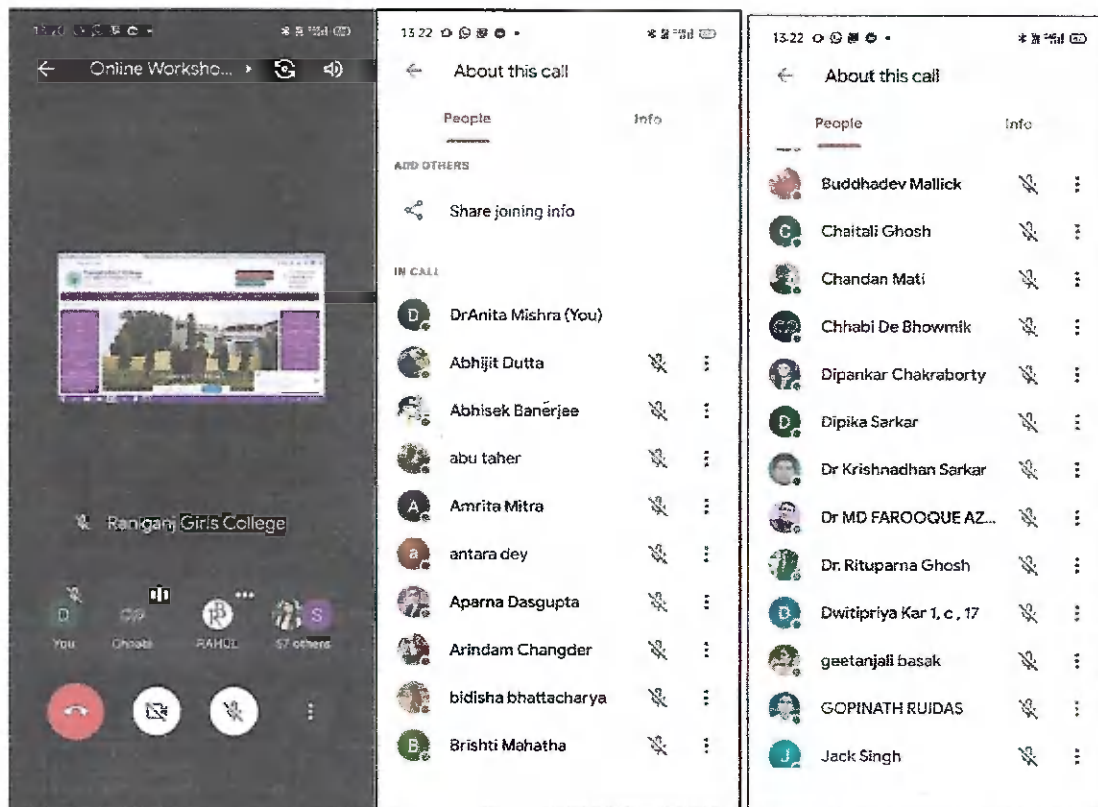 13:20
Online Worksho...
Raniganj Girls College
D
You
Chhabi
RAHUL
S
57 others
13:22
About this call
People
Info
ADD OTHERS
Share joining info
IN CALL
D
DrAnita Mishra (You)
Abhijit Dutta
Abhisek Banerjee
abu taher
A
Amrita Mitra
a
antara dey
Aparna Dasgupta
Arindam Changder
bidisha bhattacharya
B
Brishti Mahatha
13:22
About this call
People
Info
Buddhadev Mallick
C
Chaitali Ghosh
Chandan Mati
Chhabi De Bhowmik
Dipankar Chakraborty
D
Dipika Sarkar
Dr Krishnadhan Sarkar
Dr MD FAROOQUE AZ...
Dr. Rituparna Ghosh
D
Dwitipriya Kar 1, c , 17
geetanjali basak
GOPINATH RUIDAS
J
Jack Singh